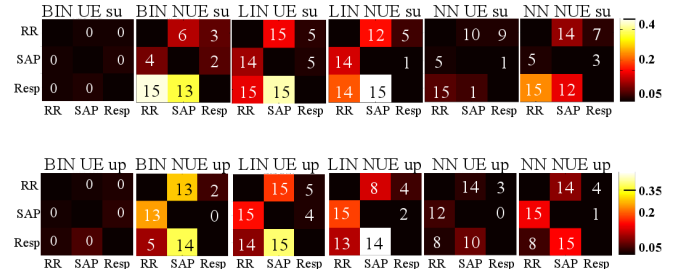 BIN UE su BIN NUE su LIN UE su LIN NUE su NN UE su NN NUE su
RR 0 0 6 3 15 5 12 5 10 9 14 7 0.4
SAP 0 0 4 2 14 5 14 1 5 1 5 3 0.2
Resp 0 0 15 13 15 15 14 15 15 1 15 12 0.05
RR SAP Resp RR SAP Resp RR SAP Resp RR SAP Resp RR SAP Resp RR SAP Resp
BIN UE up BIN NUE up LIN UE up LIN NUE up NN UE up NN NUE up
RR 0 0 13 2 15 5 8 4 14 3 14 4 0.35
SAP 0 0 13 0 15 4 15 2 12 0 15 1 0.2
Resp 0 0 5 14 14 15 13 14 8 10 8 15 0.05
RR SAP Resp RR SAP Resp RR SAP Resp RR SAP Resp RR SAP Resp RR SAP Resp